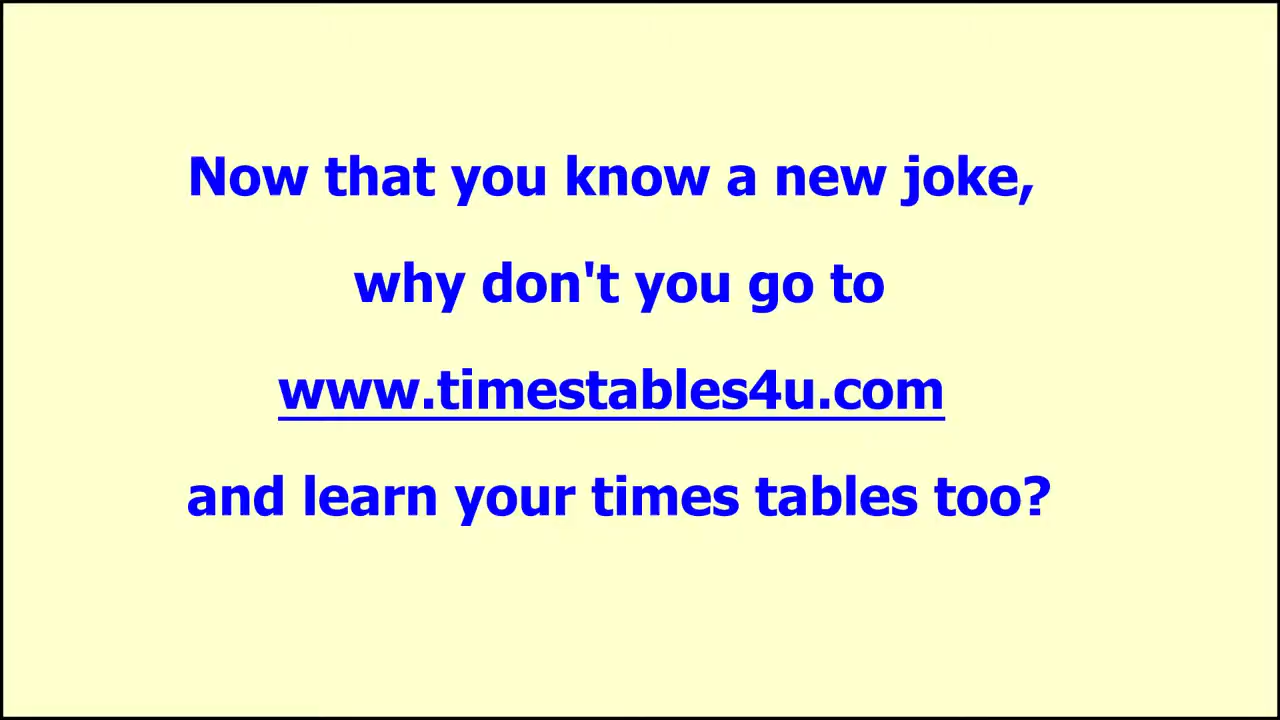 Now that you know a new joke,
why don't you go to
www.timestables4u.com
and learn your times tables too?